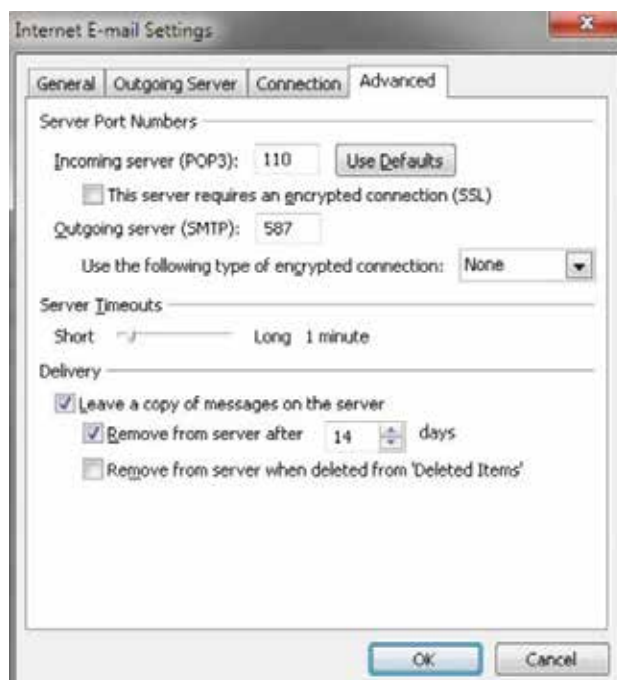 Internet E-mail Settings
General Outgoing Server Connection Advanced
Server Port Numbers
Incoming server (POP3): 110 Use Defaults
This server requires an encrypted connection (SSL)
Outgoing server (SMTP): 587
Use the following type of encrypted connection: None
Server Timeouts
Short Long 1 minute
Delivery
Leave a copy of messages on the server
Remove from server after 14 days
Remove from server when deleted from 'Deleted Items'
OK Cancel